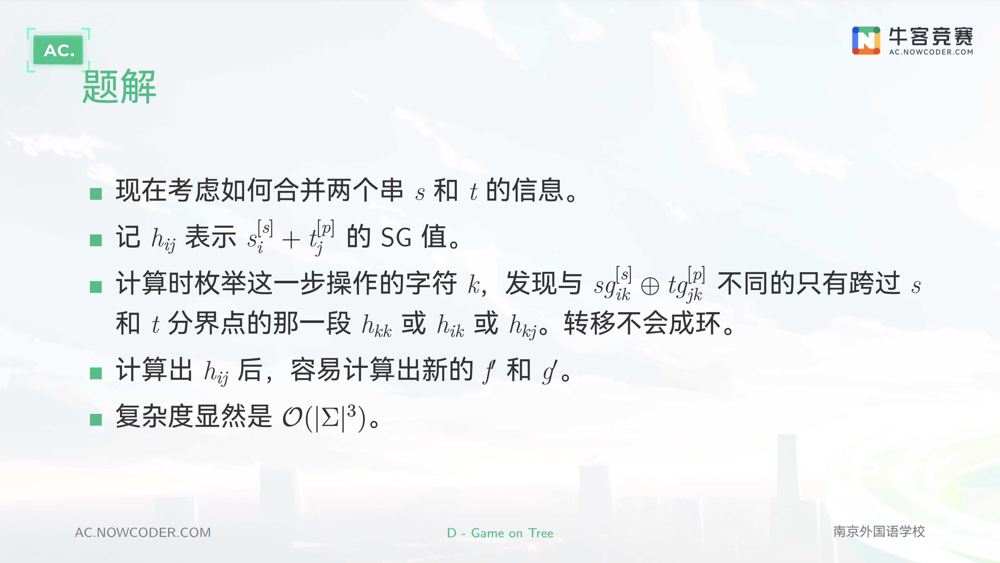 AC.
牛客竞赛
AC.NOWCODER.COM
题解
现在考虑如何合并两个串 s 和 t 的信息。
记 h_{ij} 表示 s_i^{[s]} + t_j^{[p]} 的 SG 值。
计算时枚举这一步操作的字符 k，发现与 sg_{ik}^{[s]} ⊕ tg_{jk}^{[p]} 不同的只有跨过 s
和 t 分界点的那一段 h_{kk} 或 h_{ik} 或 h_{kj}。转移不会成环。
计算出 h_{ij} 后，容易计算出新的 f′ 和 g′。
复杂度显然是 𝒪(|Σ|³)。
AC.NOWCODER.COM
D - Game on Tree
南京外国语学校